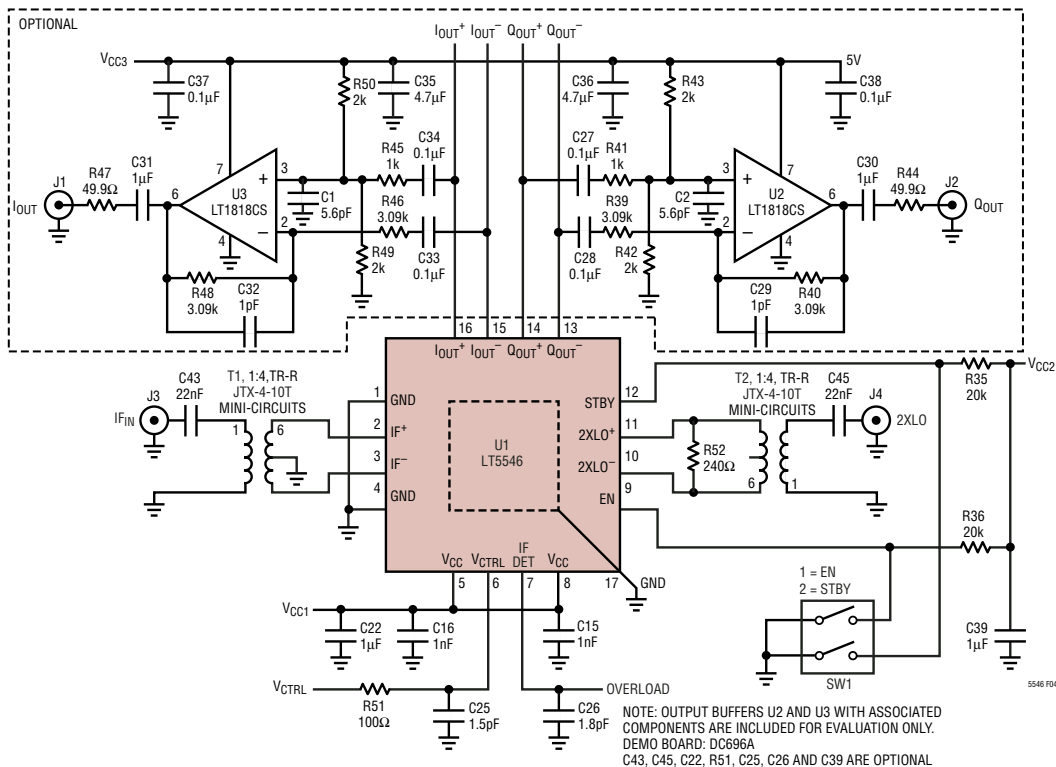 OPTIONAL
IOUT+ IOUT– QOUT+ QOUT–
VCC3
5V
C37
0.1µF
R50
2k
C35
4.7µF
C36
4.7µF
R43
2k
C38
0.1µF
J1
IOUT
R47
49.9Ω
C31
1µF
6
7
U3
LT1818CS
4
3
+
2
–
C1
5.6pF
R45
1k
C34
0.1µF
R46
3.09k
C33
0.1µF
R49
2k
R48
3.09k
C32
1pF
C27
0.1µF
R41
1k
R39
3.09k
C28
0.1µF
R42
2k
C2
5.6pF
3
+
2
–
7
U2
LT1818CS
4
6
C30
1µF
R44
49.9Ω
J2
QOUT
C29
1pF
R40
3.09k
16 15 14 13
IOUT+ IOUT– QOUT+ QOUT–
J3
IFIN
C43
22nF
T1, 1:4,TR-R
JTX-4-10T
MINI-CIRCUITS
1
6
1
GND
2
IF+
3
IF–
4
GND
U1
LT5546
12
STBY
11
2XLO+
10
2XLO–
9
EN
R52
240Ω
T2, 1:4, TR-R
JTX-4-10T
MINI-CIRCUITS
6
1
C45
22nF
J4
2XLO
R35
20k
VCC2
R36
20k
VCC VCTRL IF DET VCC
5 6 7 8 17
GND
VCC1
C22
1µF
C16
1nF
C15
1nF
1 = EN
2 = STBY
SW1
C39
1µF
VCTRL
R51
100Ω
C25
1.5pF
C26
1.8pF
OVERLOAD
5546 F04
NOTE: OUTPUT BUFFERS U2 AND U3 WITH ASSOCIATED
COMPONENTS ARE INCLUDED FOR EVALUATION ONLY.
DEMO BOARD: DC696A
C43, C45, C22, R51, C25, C26 AND C39 ARE OPTIONAL